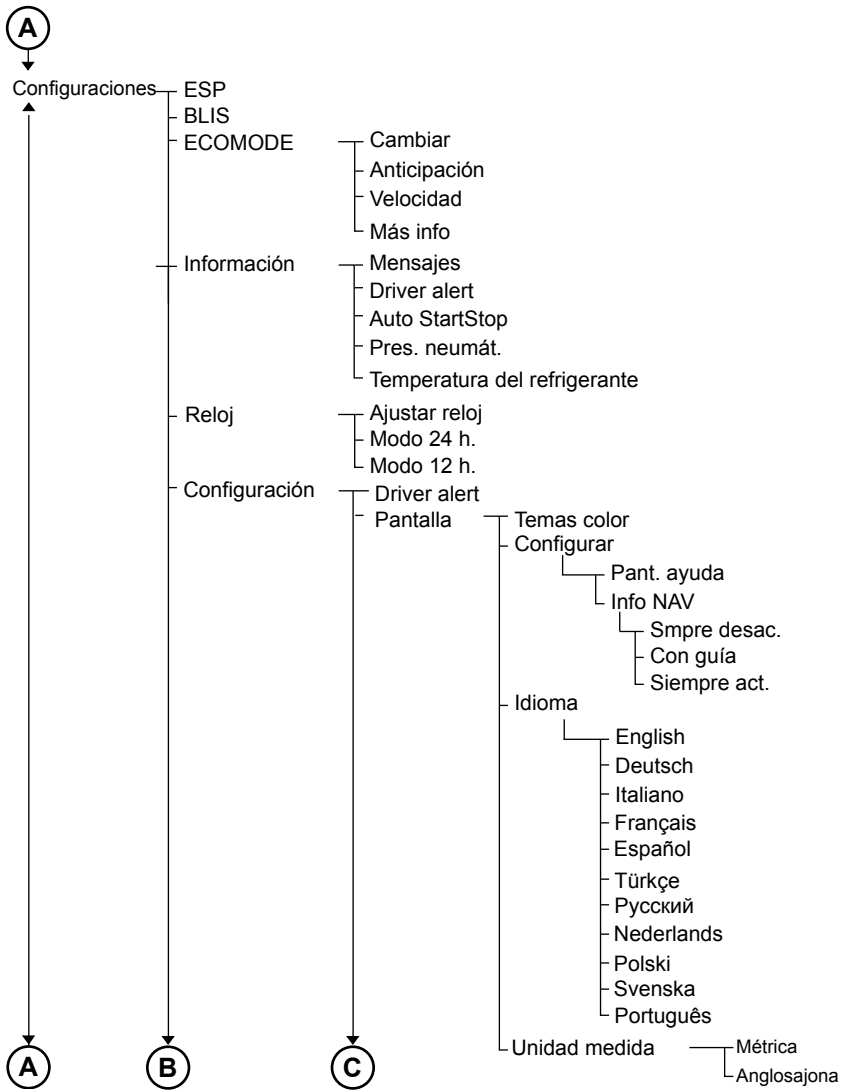 A
Configuraciones
ESP
BLIS
ECOMODE
Cambiar
Anticipación
Velocidad
Más info
Información
Mensajes
Driver alert
Auto StartStop
Pres. neumát.
Temperatura del refrigerante
Reloj
Ajustar reloj
Modo 24 h.
Modo 12 h.
Configuración
Driver alert
Pantalla
Temas color
Configurar
Pant. ayuda
Info NAV
Smpre desac.
Con guía
Siempre act.
Idioma
English
Deutsch
Italiano
Français
Español
Türkçe
Русский
Nederlands
Polski
Svenska
Português
Unidad medida
Métrica
Anglosajona
A
B
C